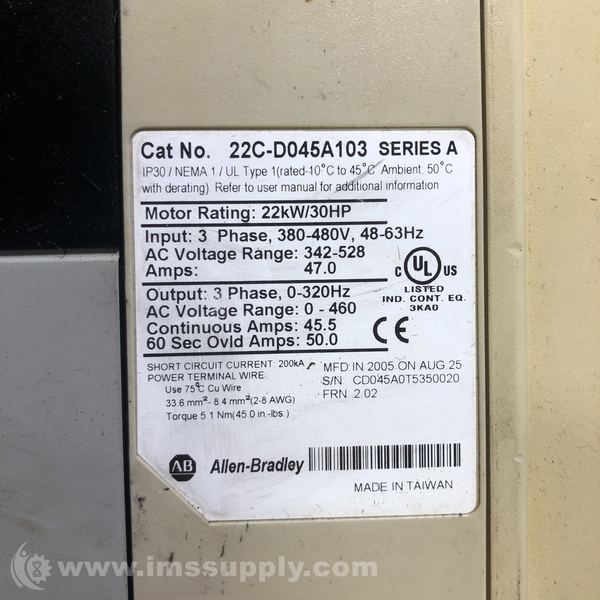 Cat No. 22C-D045A103 SERIES A
IP30 / NEMA 1 / UL Type 1(rated-10°C to 45°C Ambient, 50°C
with derating). Refer to user manual for additional information
Motor Rating: 22kW/30HP
Input: 3 Phase, 380-480V, 48-63Hz
AC Voltage Range: 342-528
Amps: 47.0
Output: 3 Phase, 0-320Hz
AC Voltage Range: 0 - 460
Continuous Amps: 45.5
60 Sec Ovld Amps: 50.0
C UL US
LISTED
IND. CONT. EQ.
3KA0
CE
SHORT CIRCUIT CURRENT: 200kA
POWER TERMINAL WIRE:
Use 75°C Cu Wire
33.6 mm²- 8.4 mm²(2-8 AWG)
Torque 5.1 Nm(45.0 in.-lbs.)
MFD. IN 2005 ON AUG.25
S/N: CD045A0T5350020
FRN: 2.02
AB Allen-Bradley
MADE IN TAIWAN
www.imssupply.com